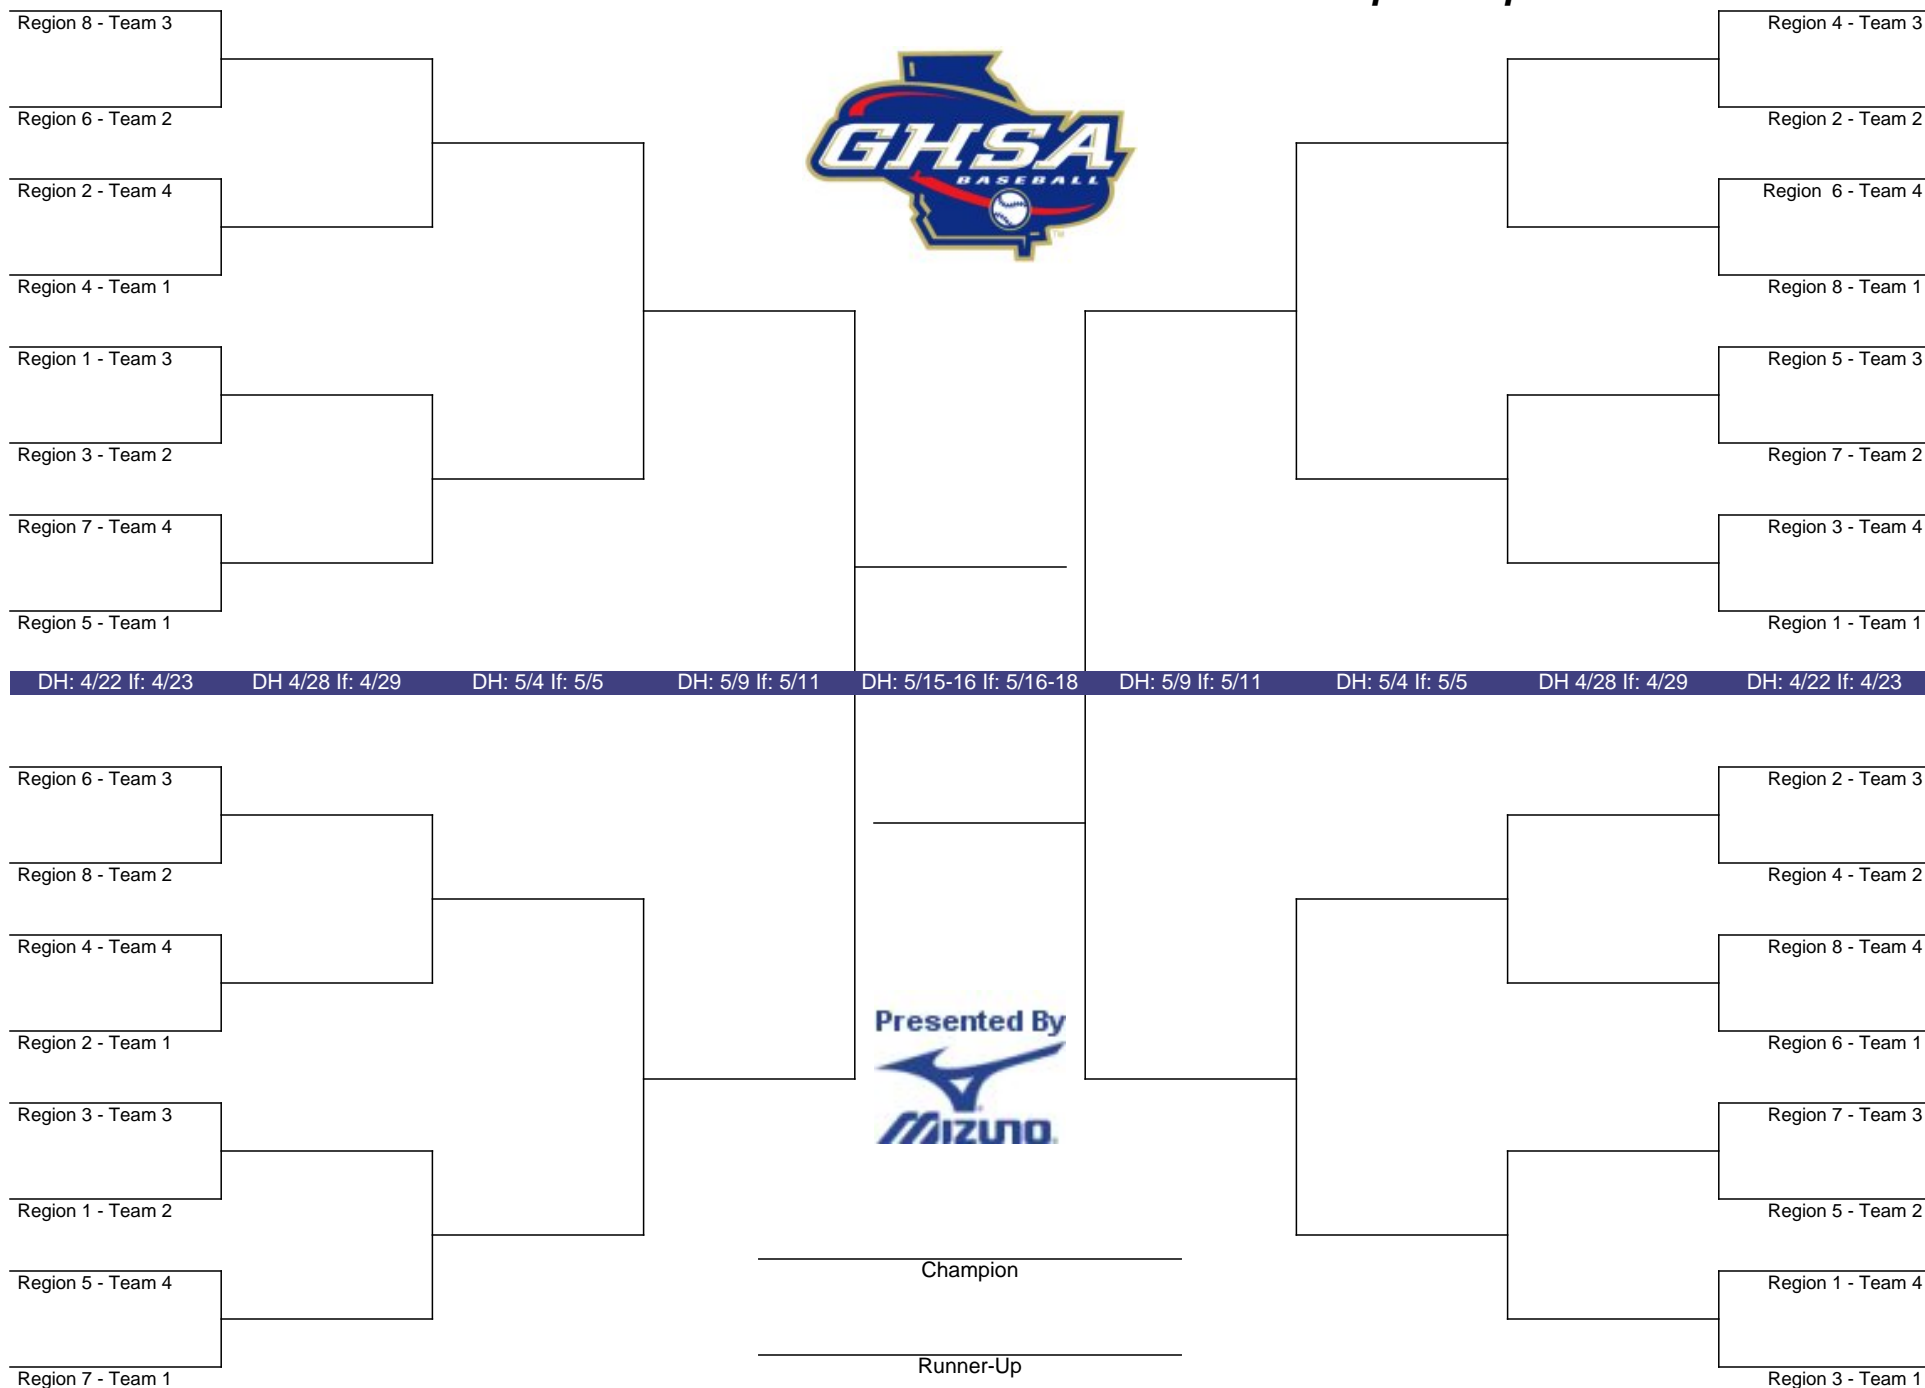 Region 8 - Team 3
Region 6 - Team 2
Region 2 - Team 4
Region 4 - Team 1
Region 1 - Team 3
Region 3 - Team 2
Region 7 - Team 4
Region 5 - Team 1
GHSA
BASEBALL
TM
Region 4 - Team 3
Region 2 - Team 2
Region 6 - Team 4
Region 8 - Team 1
Region 5 - Team 3
Region 7 - Team 2
Region 3 - Team 4
Region 1 - Team 1
DH: 4/22 If: 4/23 DH 4/28 If: 4/29 DH: 5/4 If: 5/5 DH: 5/9 If: 5/11 DH: 5/15-16 If: 5/16-18 DH: 5/9 If: 5/11 DH: 5/4 If: 5/5 DH 4/28 If: 4/29 DH: 4/22 If: 4/23
Region 6 - Team 3
Region 8 - Team 2
Region 4 - Team 4
Region 2 - Team 1
Region 3 - Team 3
Region 1 - Team 2
Region 5 - Team 4
Region 7 - Team 1
Presented By
MIZUNO
Champion
Runner-Up
Region 2 - Team 3
Region 4 - Team 2
Region 8 - Team 4
Region 6 - Team 1
Region 7 - Team 3
Region 5 - Team 2
Region 1 - Team 4
Region 3 - Team 1